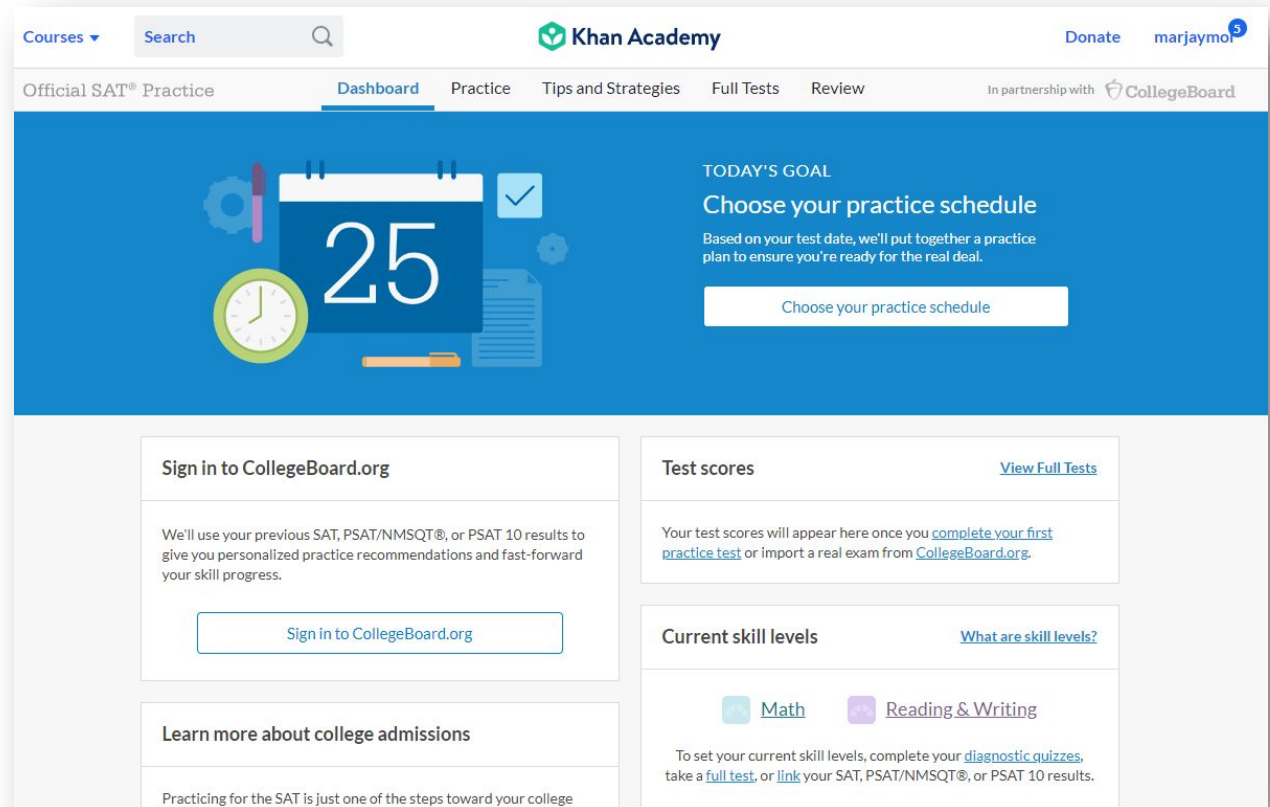 Courses
Search
Khan Academy
Donate
marjaymol
5
Official SAT® Practice
Dashboard
Practice
Tips and Strategies
Full Tests
Review
In partnership with CollegeBoard
25
TODAY'S GOAL
Choose your practice schedule
Based on your test date, we'll put together a practice
plan to ensure you're ready for the real deal.
Choose your practice schedule
Sign in to CollegeBoard.org
We'll use your previous SAT, PSAT/NMSQT®, or PSAT 10 results to
give you personalized practice recommendations and fast-forward
your skill progress.
Sign in to CollegeBoard.org
Learn more about college admissions
Practicing for the SAT is just one of the steps toward your college
Test scores
View Full Tests
Your test scores will appear here once you complete your first
practice test or import a real exam from CollegeBoard.org.
Current skill levels
What are skill levels?
Math
Reading & Writing
To set your current skill levels, complete your diagnostic quizzes,
take a full test, or link your SAT, PSAT/NMSQT®, or PSAT 10 results.